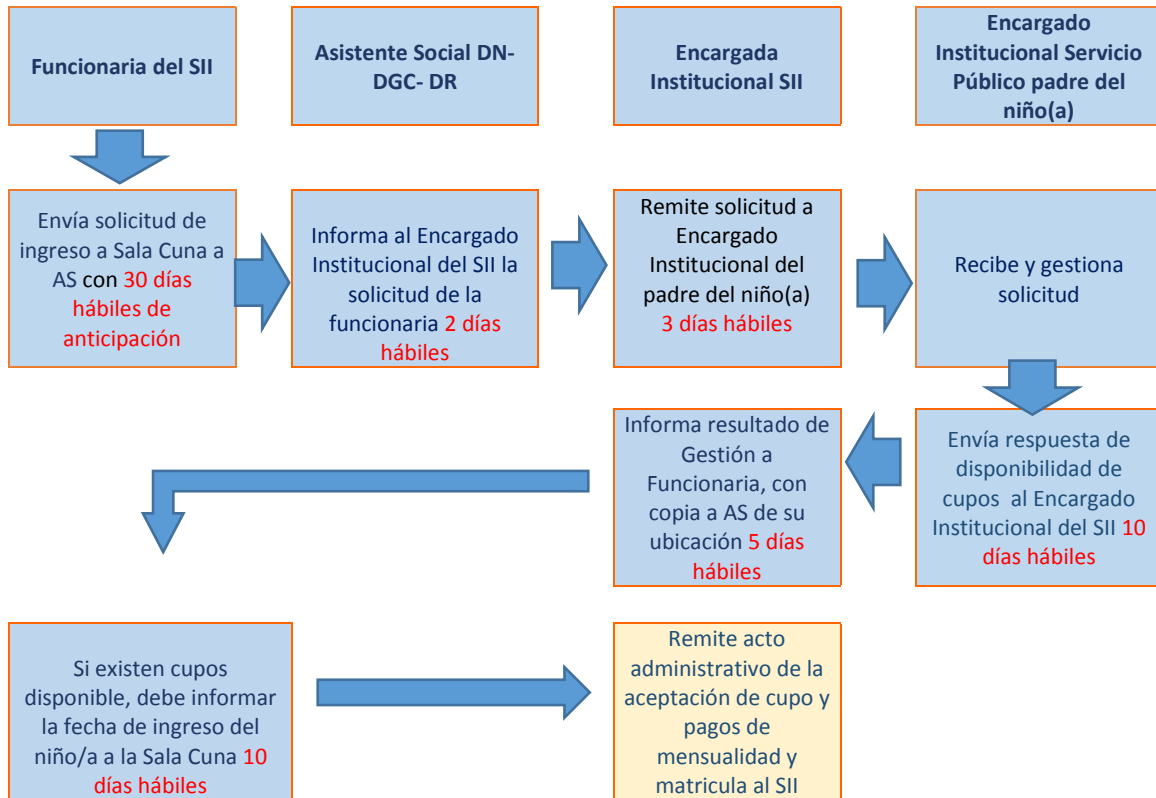 Funcionaria del SII
Asistente Social DN-
DGC- DR
Encargada
Institucional SII
Encargado
Institucional Servicio
Público padre del
niño(a)
Envía solicitud de
ingreso a Sala Cuna a
AS con 30 días
hábiles de
anticipación
Informa al Encargado
Institucional del SII la
solicitud de la
funcionaria 2 días
hábiles
Remite solicitud a
Encargado
Institucional del
padre del niño(a)
3 días hábiles
Recibe y gestiona
solicitud
Envía respuesta de
disponibilidad de
cupos al Encargado
Institucional del SII 10
días hábiles
Informa resultado de
Gestión a
Funcionaria, con
copia a AS de su
ubicación 5 días
hábiles
Si existen cupos
disponible, debe informar
la fecha de ingreso del
niño/a a la Sala Cuna 10
días hábiles
Remite acto
administrativo de la
aceptación de cupo y
pagos de
mensualidad y
matricula al SII